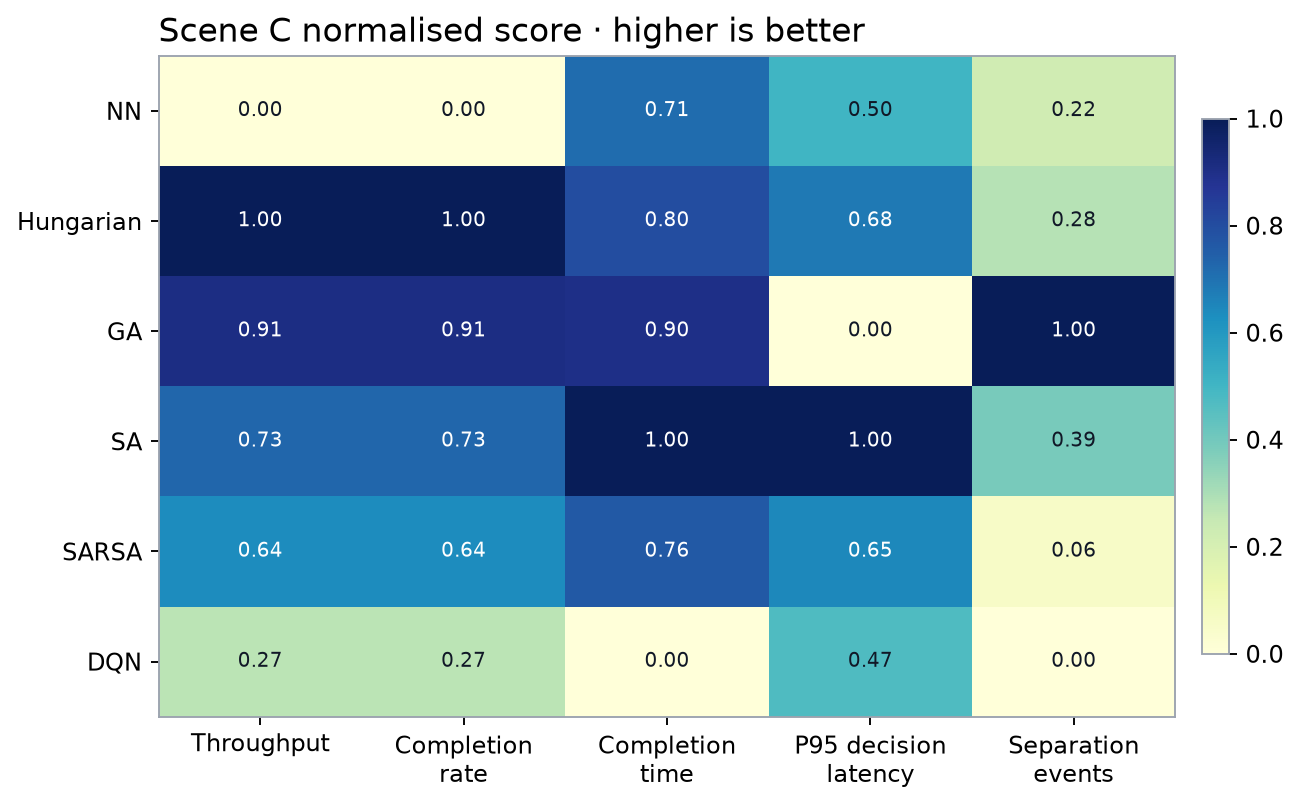 Scene C normalised score · higher is better
NN 0.00 0.00 0.71 0.50 0.22
Hungarian 1.00 1.00 0.80 0.68 0.28
GA 0.91 0.91 0.90 0.00 1.00
SA 0.73 0.73 1.00 1.00 0.39
SARSA 0.64 0.64 0.76 0.65 0.06
DQN 0.27 0.27 0.00 0.47 0.00
Throughput
Completion
rate
Completion
time
P95 decision
latency
Separation
events
1.0
0.8
0.6
0.4
0.2
0.0